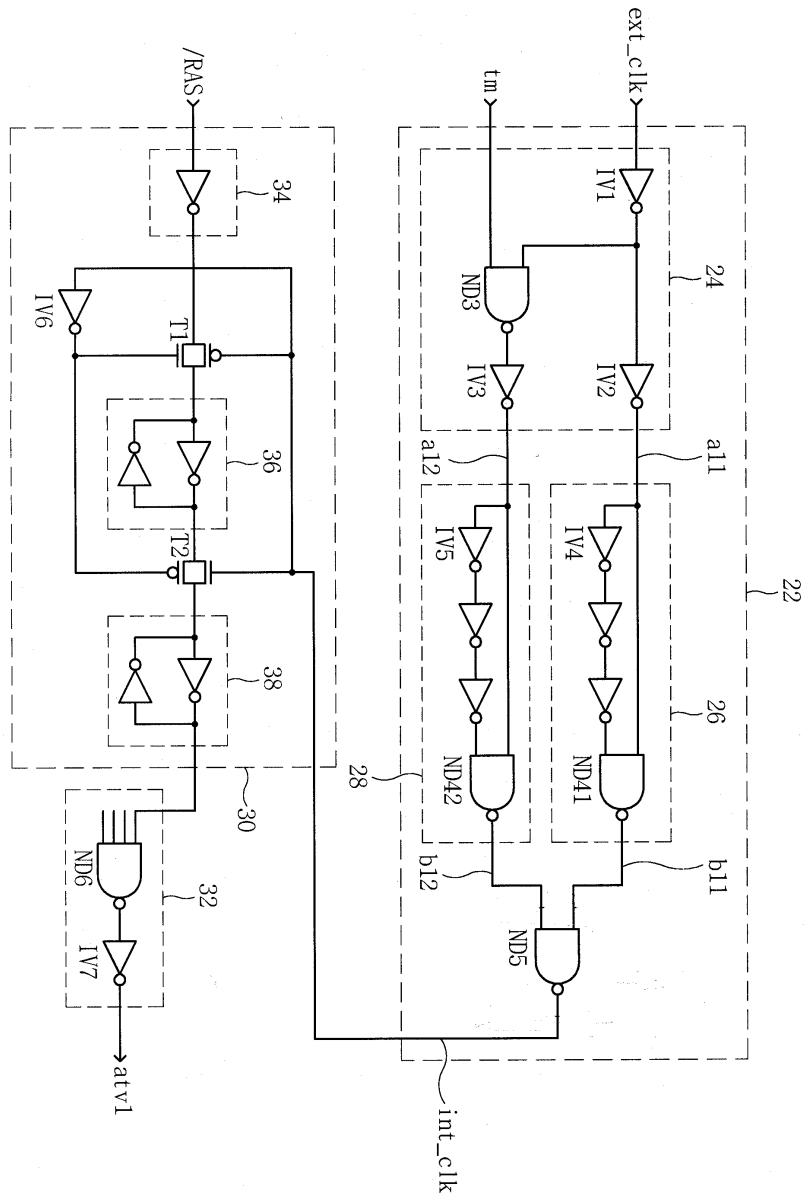 ext_clk
tm
/RAS
IV1
24
ND3
IV2
IV3
a11
a12
22
IV4
IV5
26
28
ND41
ND42
b11
b12
ND5
int_clk
34
IV6
T1
36
T2
38
30
32
ND6
IV7
atv1